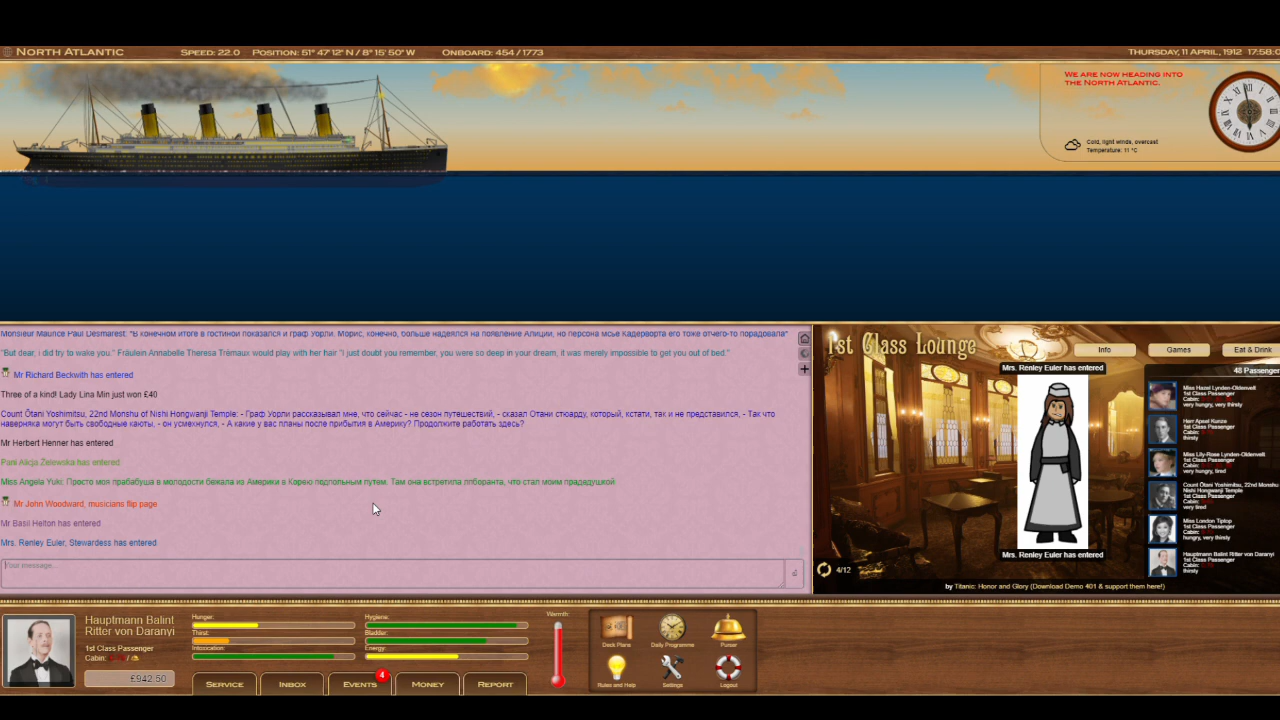 NORTH ATLANTIC
SPEED: 22.0
POSITION: 51° 47' 12" N / 8° 15' 50" W
ONBOARD: 454 / 1773
THURSDAY, 11 APRIL, 1912 17:58:0
WE ARE NOW HEADING INTO
THE NORTH ATLANTIC.
Cold, light winds, overcast
Temperature: 11 °C
Monsieur Maurice Paul Desmarest: "В конечном итоге в гостиной показался и граф Уорли. Морис, конечно, больше надеялся на появление Алиции, но персона мсье Кадерворта его тоже отчего-то порадовала"
"But dear, i did try to wake you." Fräulein Annabelle Theresa Trémaux would play with her hair "I just doubt you remember, you were so deep in your dream, it was merely impossible to get you out of bed."
Mr Richard Beckwith has entered
Three of a kind! Lady Lina Min just won £40
Count Ōtani Yoshimitsu, 22nd Monshu of Nishi Hongwanji Temple: - Граф Уорли рассказывал мне, что сейчас - не сезон путешествий, - сказал Отани стюарду, который, кстати, так и не представился, - Так что
наверняка могут быть свободные каюты, - он усмехнулся, - А какие у вас планы после прибытия в Америку? Продолжите работать здесь?
Mr Herbert Henner has entered
Pani Alicja Żelewska has entered
Miss Angela Yuki: Просто моя прабабуша в молодости бежала из Америки в Корею подпольным путем. Там она встретила лпборанта, что стал моим прадедушкой.
Mr John Woodward, musicians flip page
Mr Basil Helton has entered
Mrs. Renley Euler, Stewardess has entered
Your message...
1st Class Lounge
Info
Games
Eat & Drink
Mrs. Renley Euler has entered
48 Passenger
Miss Hazel Lynden-Oldenvelt
1st Class Passenger
Cabin:
very hungry, very thirsty
Herr Apsel Kunze
1st Class Passenger
Cabin:
thirsty
Miss Lily-Rose Lynden-Oldenvelt
1st Class Passenger
Cabin:
very hungry, tired
Count Ōtani Yoshimitsu, 22nd Monshu
Nishi Hongwanji Temple
1st Class Passenger
Cabin:
very tired
Miss London Tiptop
1st Class Passenger
hungry, very thirsty
Hauptmann Balint Ritter von Daranyi
1st Class Passenger
Cabin:
thirsty
Mrs. Renley Euler has entered
4/12
by Titanic: Honor and Glory (Download Demo 401 & support them here!)
Hauptmann Balint
Ritter von Daranyi
1st Class Passenger
Cabin:
£942.50
Hunger:
Thirst:
Intoxication:
Hygiene:
Bladder:
Energy:
Warmth:
SERVICE
INBOX
EVENTS
4
MONEY
REPORT
Deck Plans
Daily Programme
Purser
Rules and Help
Settings
Logout